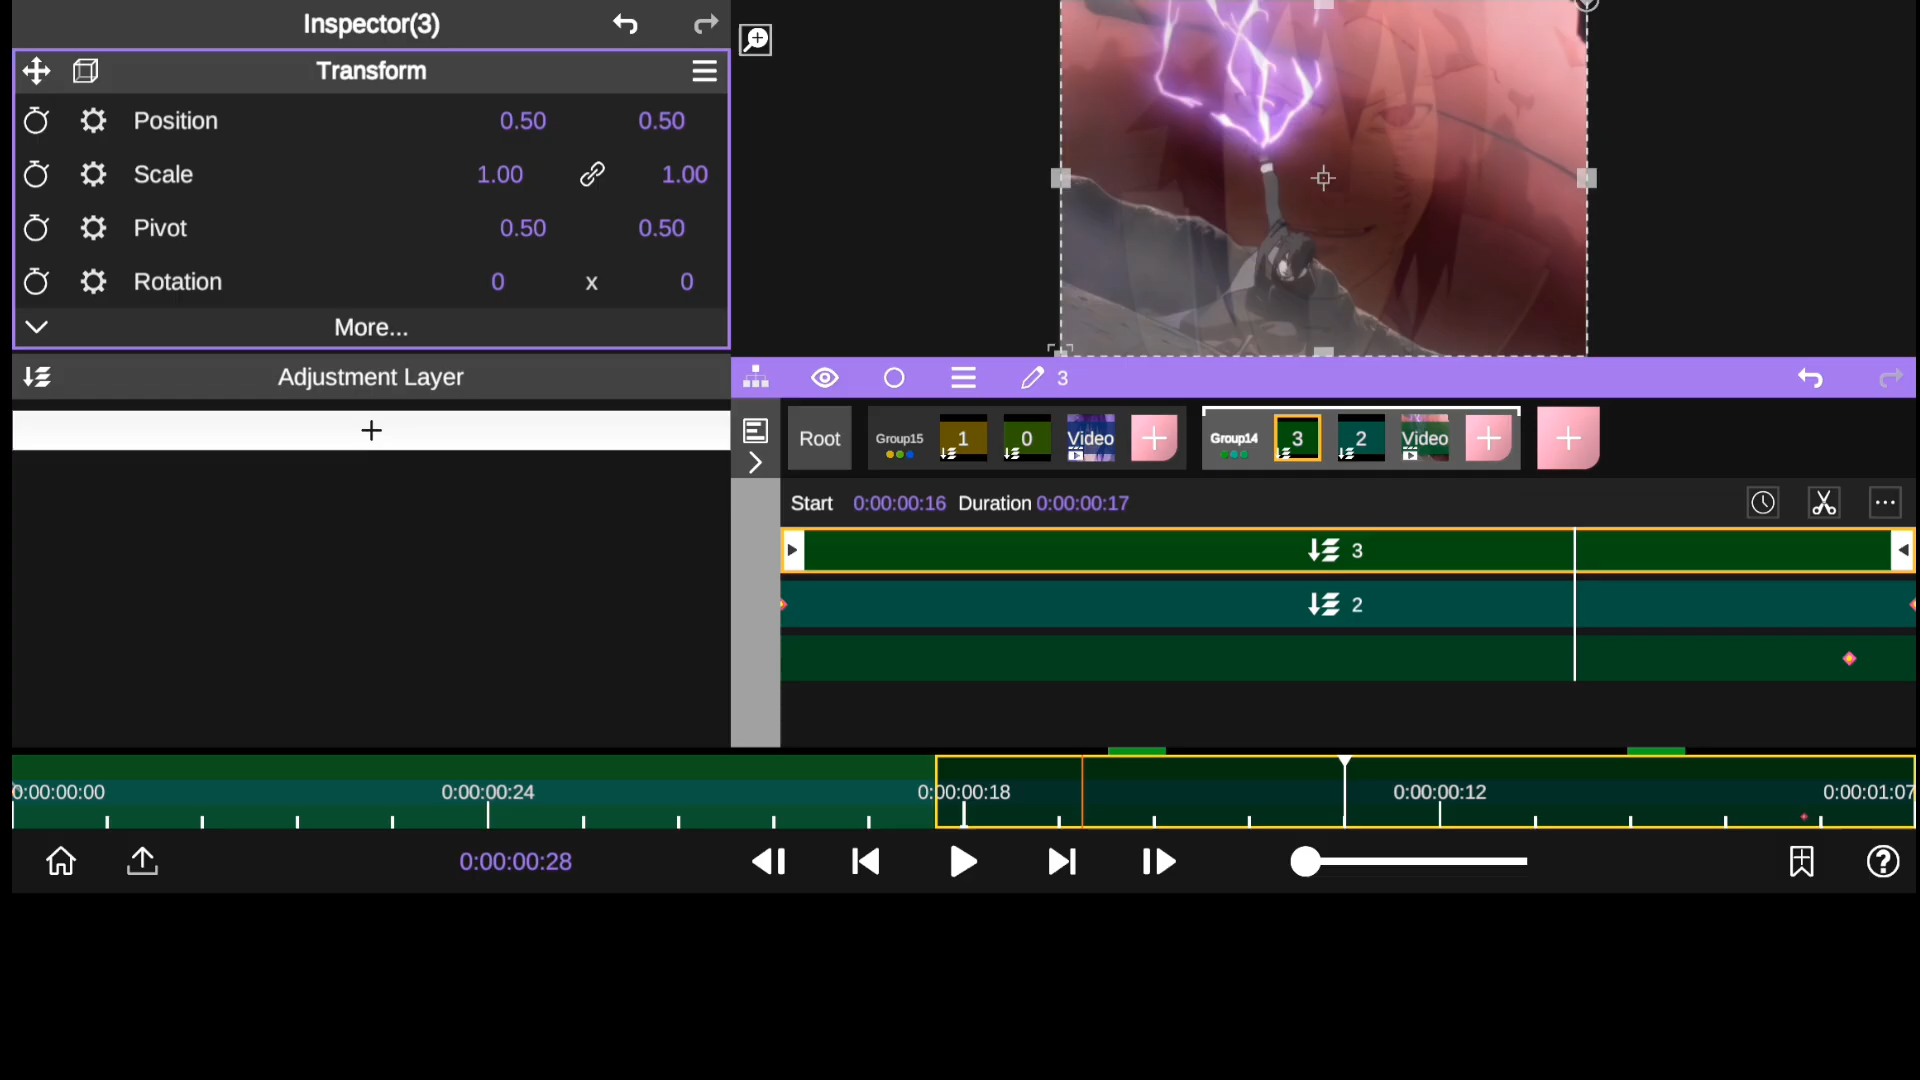 Inspector(3)
Transform
Position 0.50 0.50
Scale 1.00 1.00
Pivot 0.50 0.50
Rotation 0 x 0
More...
Adjustment Layer
3
Root Group15 1 0 Video Group14 3 2 Video
Start 0:00:00:16 Duration 0:00:00:17
3
2
0:00:00:00 0:00:00:24 0:00:00:18 0:00:00:12 0:00:01:07
0:00:00:28